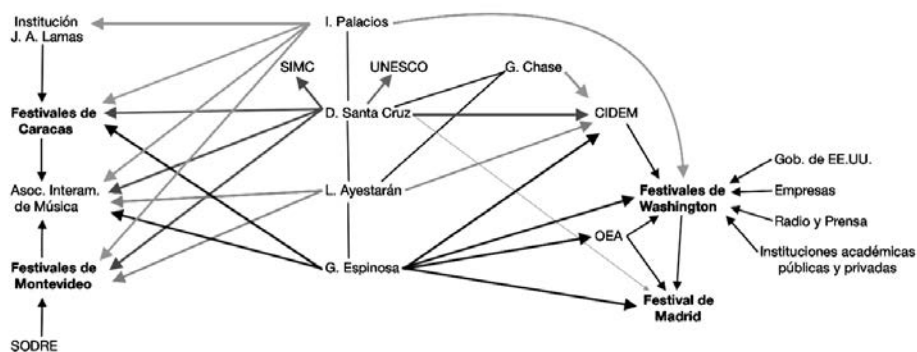 Institución
J. A. Lamas
I. Palacios
SIMC
UNESCO
G. Chase
Festivales de
Caracas
D. Santa Cruz
CIDEM
Gob. de EE.UU.
Asoc. Interam.
de Música
L. Ayestarán
Festivales de
Washington
Empresas
Radio y Prensa
OEA
Instituciones académicas
públicas y privadas
Festivales de
Montevideo
G. Espinosa
Festival de
Madrid
SODRE